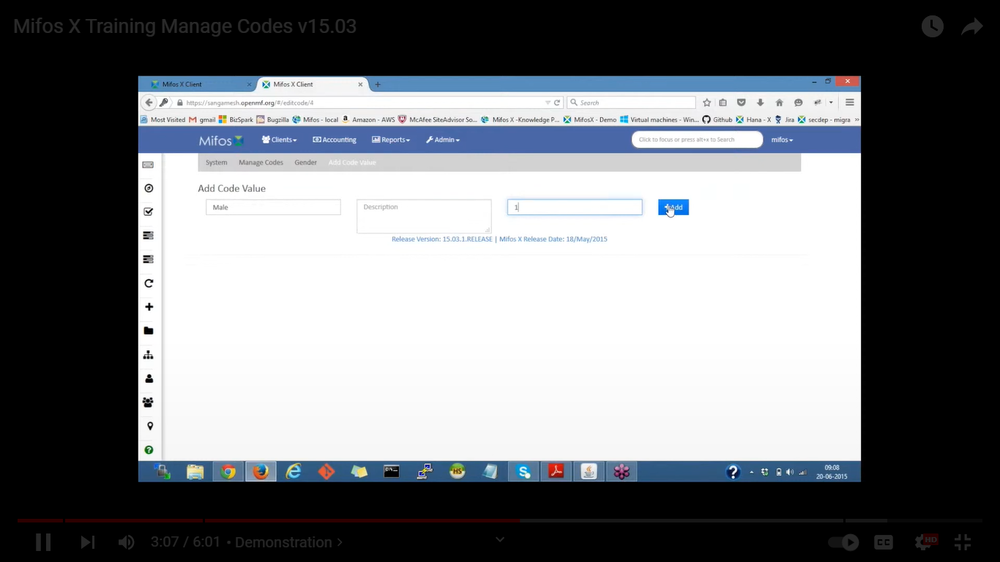 Mifos X Training Manage Codes v15.03
Mifos X Client
Mifos X Client
https://sangamesh.openmf.org/#/editcode/4
Search
Most Visited
gmail
BizSpark
Bugzilla
Mifos - local
Amazon - AWS
McAfee SiteAdvisor So...
Mifos X -Knowledge P...
MifosX - Demo
Virtual machines - Win...
Github
Hana - X
Jira
secdep - migra
Mifos
Clients
Accounting
Reports
Admin
Click to focus or press alt+x to Search
mifos
System
Manage Codes
Gender
Add Code Value
Add Code Value
Male
Description
1
Add
Release Version: 15.03.1.RELEASE | Mifos X Release Date: 18/May/2015
HS
09:08
20-06-2015
3:07 / 6:01 • Demonstration >
CC
HD